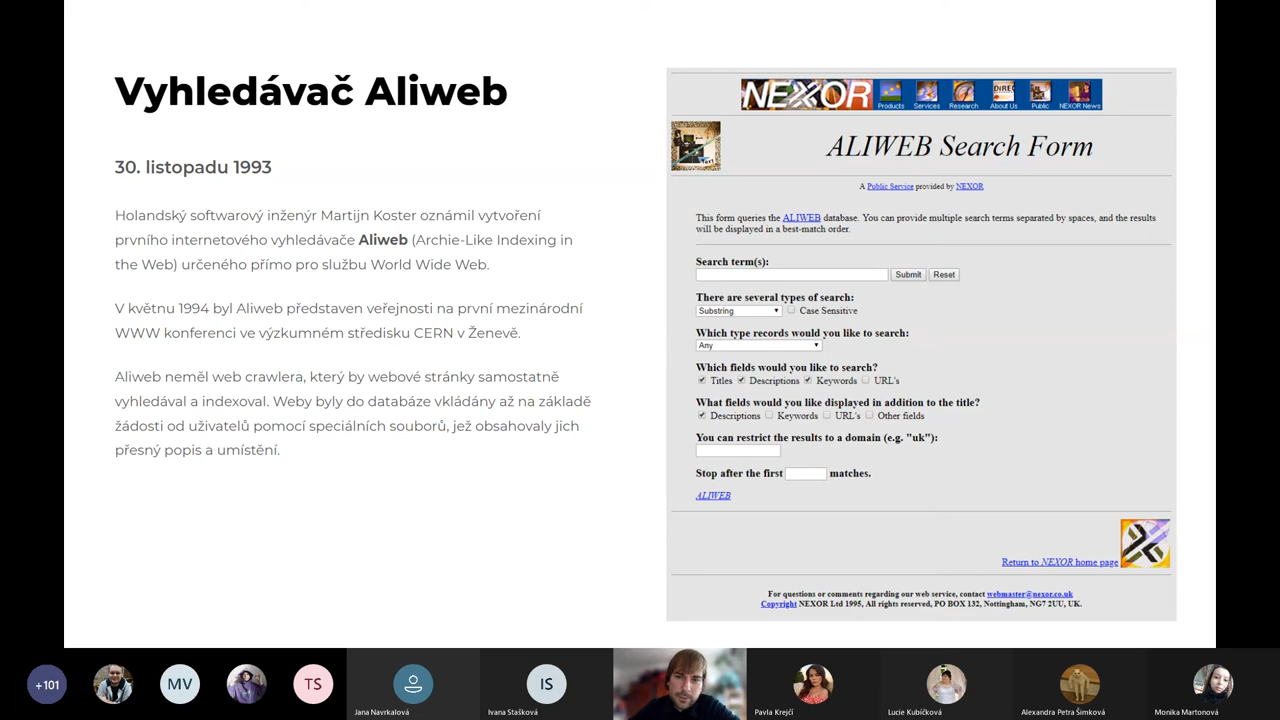 Vyhledávač Aliweb
30. listopadu 1993
Holandský softwarový inženýr Martijn Koster oznámil vytvoření
prvního internetového vyhledávače Aliweb (Archie-Like Indexing in
the Web) určeného přímo pro službu World Wide Web.
V květnu 1994 byl Aliweb představen veřejnosti na první mezinárodní
WWW konferenci ve výzkumném středisku CERN v Ženevě.
Aliweb neměl web crawlera, který by webové stránky samostatně
vyhledával a indexoval. Weby byly do databáze vkládány až na základě
žádosti od uživatelů pomocí speciálních souborů, jež obsahovaly jich
přesný popis a umístění.
NEXOR
Products Services Research About Us Public NEXOR News
ALIWEB Search Form
A Public Service provided by NEXOR
This form queries the ALIWEB database. You can provide multiple search terms separated by spaces, and the results
will be displayed in a best-match order.
Search term(s):
Submit Reset
There are several types of search:
Substring Case Sensitive
Which type records would you like to search:
Any
Which fields would you like to search?
Titles Descriptions Keywords URL's
What fields would you like displayed in addition to the title?
Descriptions Keywords URL's Other fields
You can restrict the results to a domain (e.g. "uk"):
Stop after the first matches.
ALIWEB
Return to NEXOR home page
For questions or comments regarding our web service, contact webmaster@nexor.co.uk
Copyright NEXOR Ltd 1995, All rights reserved, PO BOX 132, Nottingham, NG7 2UU, UK.
+101 MV TS IS
Jana Navrkalová Ivana Stašková Pavla Krejčí Lucie Kubíčková Alexandra Petra Šimková Monika Martonová